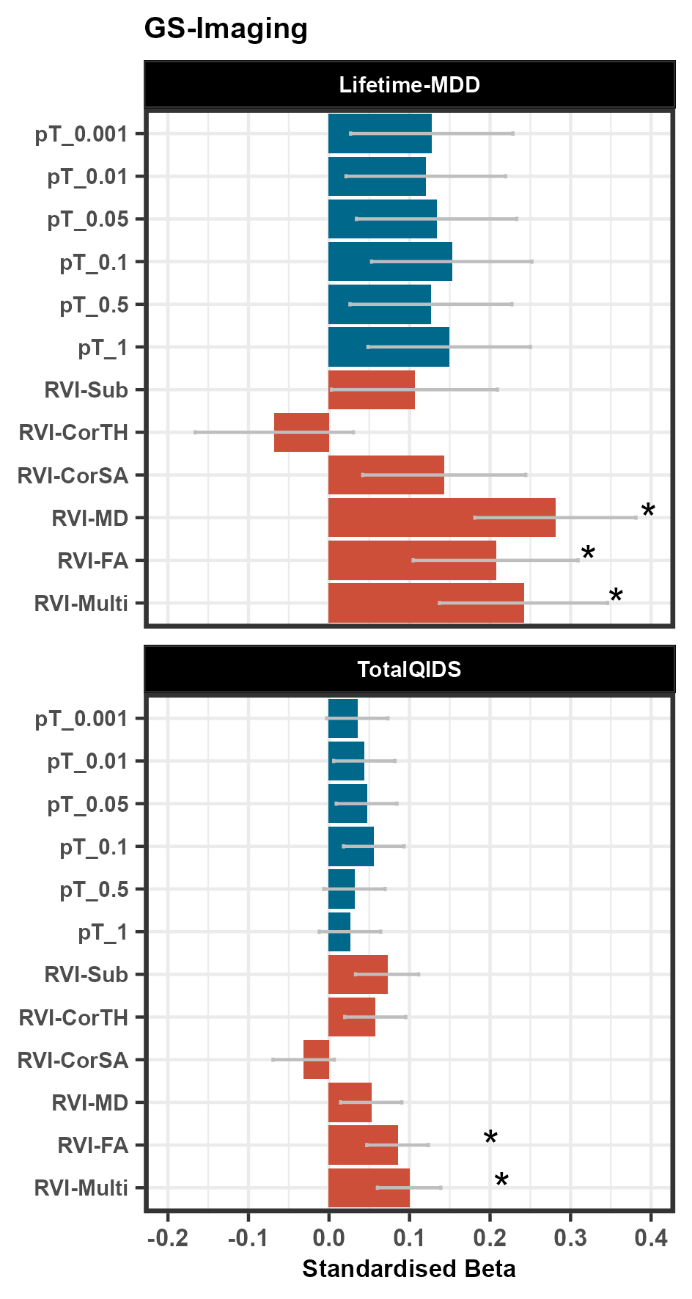 GS-Imaging
Lifetime-MDD
pT_0.001
pT_0.01
pT_0.05
pT_0.1
pT_0.5
pT_1
RVI-Sub
RVI-CorTH
RVI-CorSA
RVI-MD *
RVI-FA *
RVI-Multi *
TotalQIDS
pT_0.001
pT_0.01
pT_0.05
pT_0.1
pT_0.5
pT_1
RVI-Sub
RVI-CorTH
RVI-CorSA
RVI-MD
RVI-FA *
RVI-Multi *
-0.2 -0.1 0.0 0.1 0.2 0.3 0.4
Standardised Beta